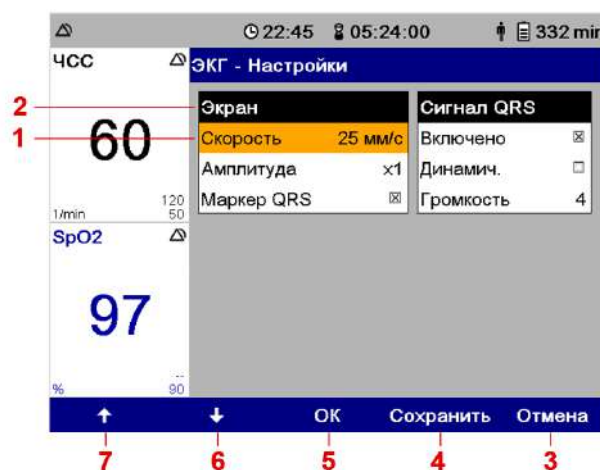 22:45 05:24:00 332 min
ЧСС
ЭКГ - Настройки
2
Экран
Сигнал QRS
1
60
Скорость 25 мм/с
Включено
Амплитуда x1
Динамич.
120
Маркер QRS
Громкость 4
1/min 50
SpO2
97
--
% 90
ОК Сохранить Отмена
7 6 5 4 3